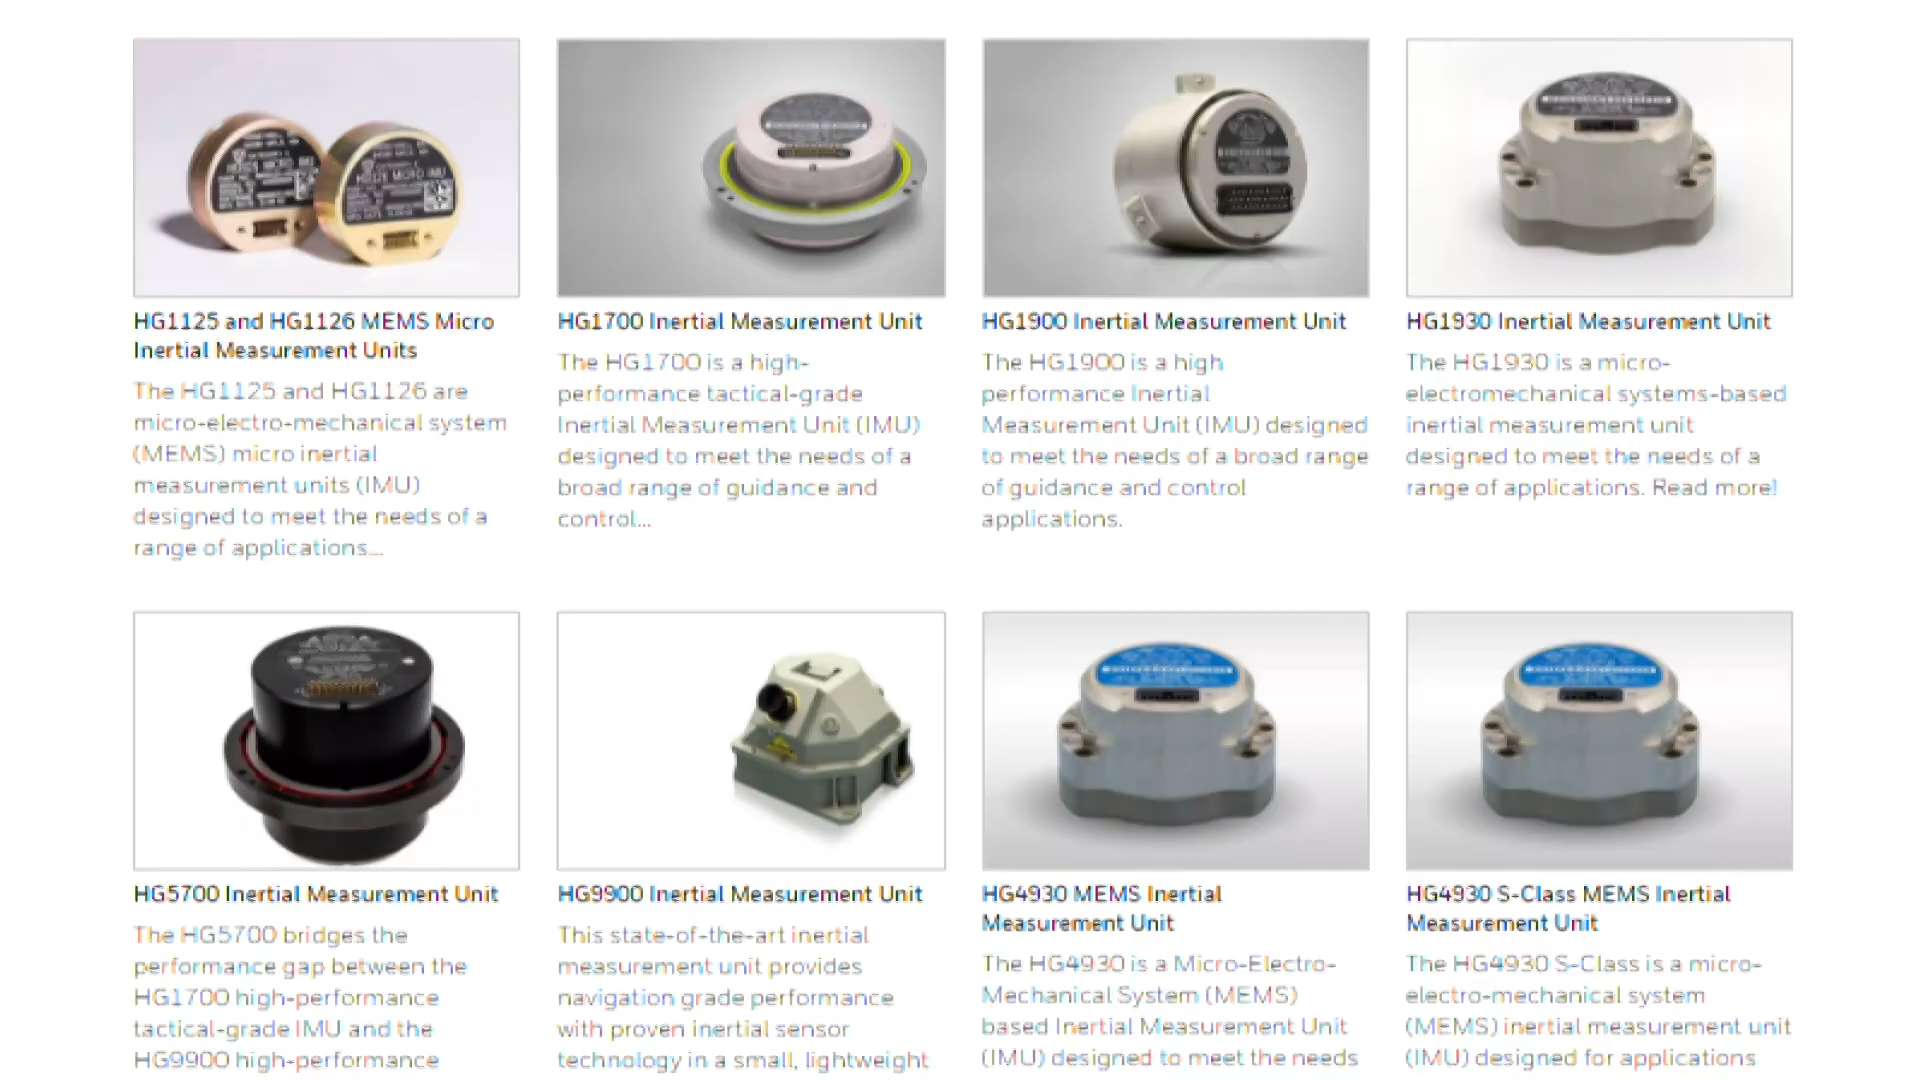 HG1125 and HG1126 MEMS Micro
Inertial Measurement Units
The HG1125 and HG1126 are
micro-electro-mechanical system
(MEMS) micro inertial
measurement units (IMU)
designed to meet the needs of a
range of applications...
HG1700 Inertial Measurement Unit
The HG1700 is a high-
performance tactical-grade
Inertial Measurement Unit (IMU)
designed to meet the needs of a
broad range of guidance and
control...
HG1900 Inertial Measurement Unit
The HG1900 is a high
performance Inertial
Measurement Unit (IMU) designed
to meet the needs of a broad range
of guidance and control
applications.
HG1930 Inertial Measurement Unit
The HG1930 is a micro-
electromechanical systems-based
inertial measurement unit
designed to meet the needs of a
range of applications. Read more!
HG5700 Inertial Measurement Unit
The HG5700 bridges the
performance gap between the
HG1700 high-performance
tactical-grade IMU and the
HG9900 high-performance
HG9900 Inertial Measurement Unit
This state-of-the-art inertial
measurement unit provides
navigation grade performance
with proven inertial sensor
technology in a small, lightweight
HG4930 MEMS Inertial
Measurement Unit
The HG4930 is a Micro-Electro-
Mechanical System (MEMS)
based Inertial Measurement Unit
(IMU) designed to meet the needs
HG4930 S-Class MEMS Inertial
Measurement Unit
The HG4930 S-Class is a micro-
electro-mechanical system
(MEMS) inertial measurement unit
(IMU) designed for applications